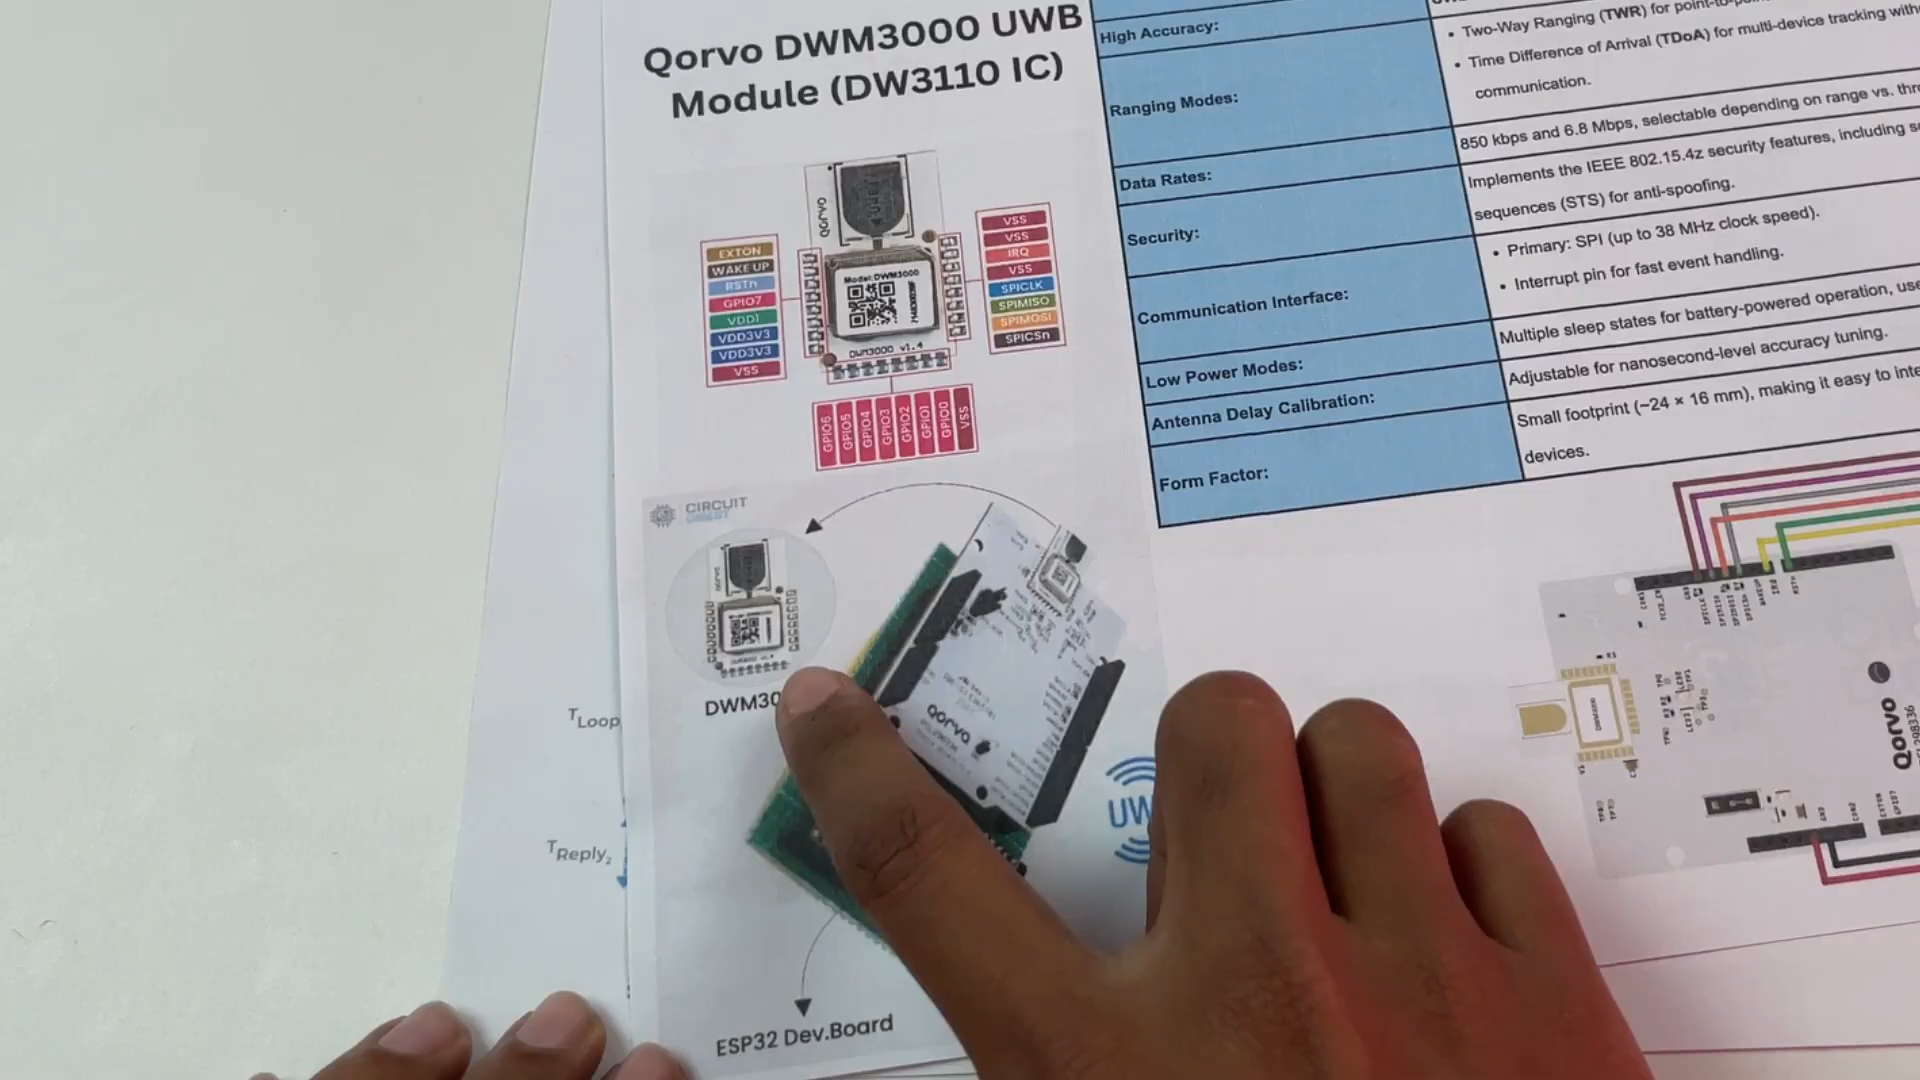 Qorvo DWM3000 UWB
Module (DW3110 IC)
Qorvo
Model:DWM3000
DWM3000 v1.4
EXTON
WAKE UP
RSTn
GPIO7
VDD1
VDD3V3
VDD3V3
VSS
VSS
VSS
IRQ
VSS
SPICLK
SPIMISO
SPIMOSI
SPICSn
GPIO6
GPIO5
GPIO4
GPIO3
GPIO2
GPIO1
GPIO0
VSS
CIRCUIT
DIGEST
DWM30
Qorvo
UW
ESP32 Dev.Board
TLoop
TReply2
High Accuracy:
• Two-Way Ranging (TWR) for point-to-
• Time Difference of Arrival (TDoA) for multi-device tracking
communication.
Ranging Modes:
850 kbps and 6.8 Mbps, selectable depending on range vs.
Data Rates:
Implements the IEEE 802.15.4z security features, including
sequences (STS) for anti-spoofing.
Security:
• Primary: SPI (up to 38 MHz clock speed).
• Interrupt pin for fast event handling.
Communication Interface:
Multiple sleep states for battery-powered operation,
Low Power Modes:
Adjustable for nanosecond-level accuracy tuning.
Antenna Delay Calibration:
Small footprint (~24 × 16 mm), making it easy to
devices.
Form Factor:
Qorvo